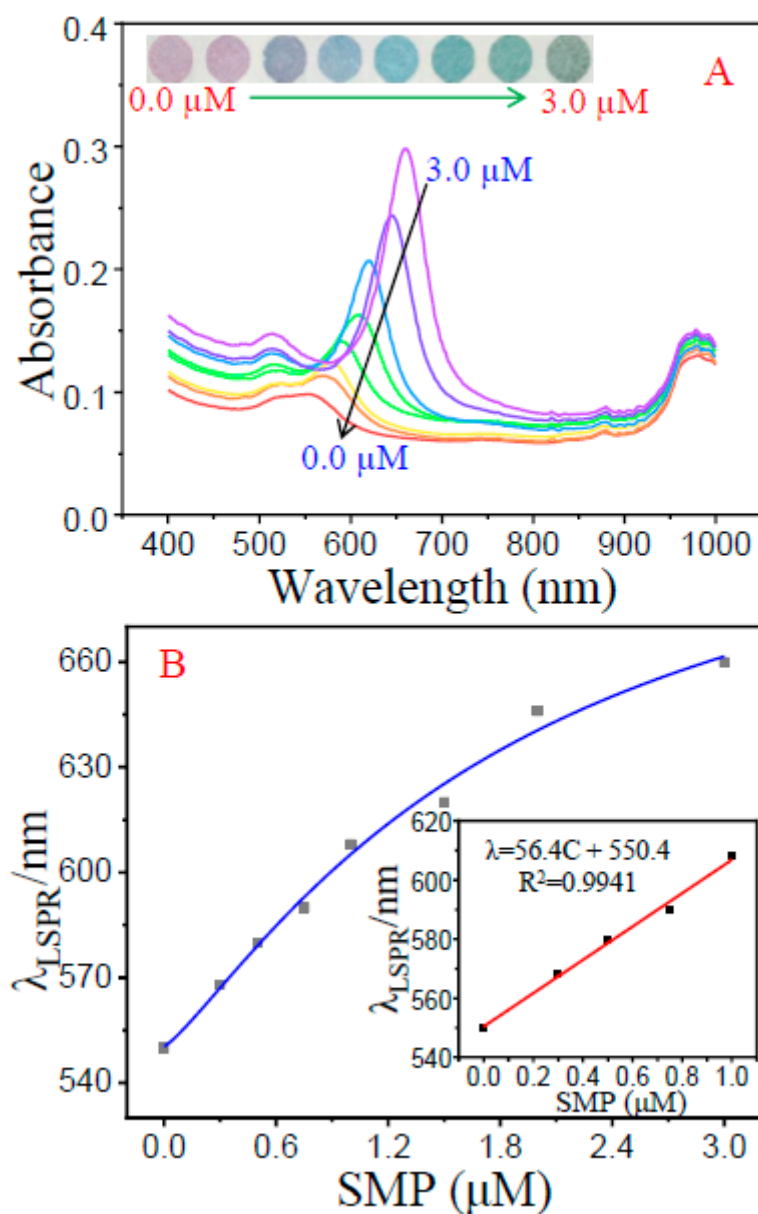 A
0.0 µM
3.0 µM
3.0 µM
0.0 µM
Absorbance
0.4
0.3
0.2
0.1
0.0
400 500 600 700 800 900 1000
Wavelength (nm)
B
λLSPR/nm
660
630
600
570
540
0.0 0.6 1.2 1.8 2.4 3.0
SMP (µM)
λ=56.4C + 550.4
R²=0.9941
λLSPR/nm
620
600
580
560
540
0.0 0.2 0.4 0.6 0.8 1.0
SMP (µM)